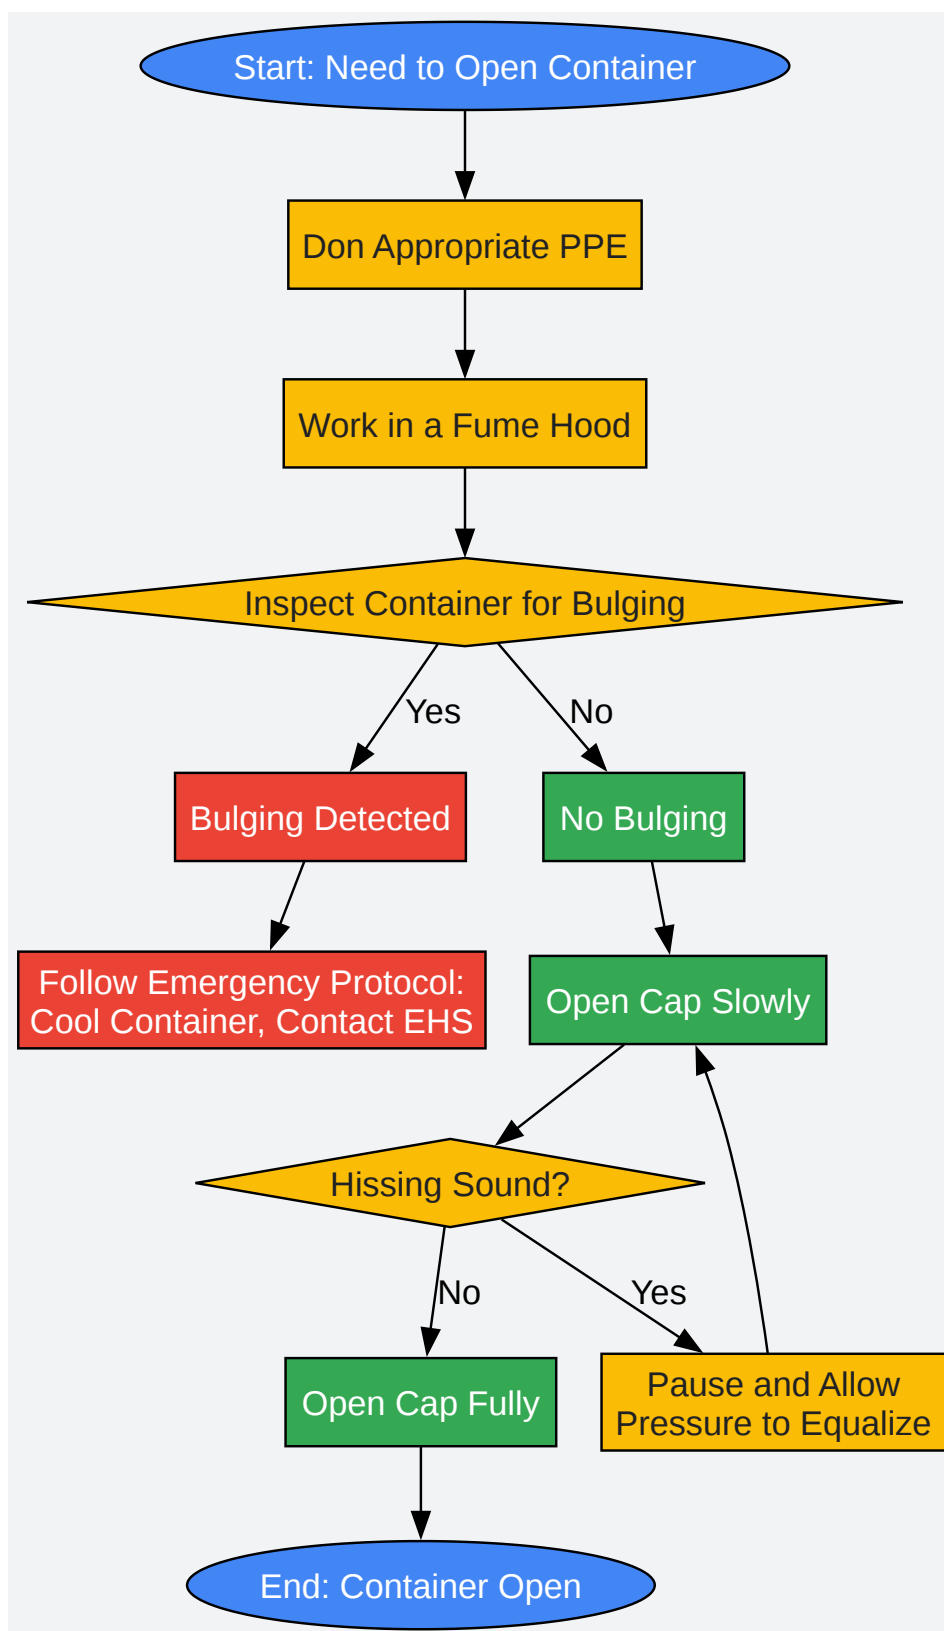 Start: Need to Open Container
Don Appropriate PPE
Work in a Fume Hood
Inspect Container for Bulging
Yes
No
Bulging Detected
No Bulging
Follow Emergency Protocol:
Cool Container, Contact EHS
Open Cap Slowly
Hissing Sound?
No
Yes
Open Cap Fully
Pause and Allow
Pressure to Equalize
End: Container Open